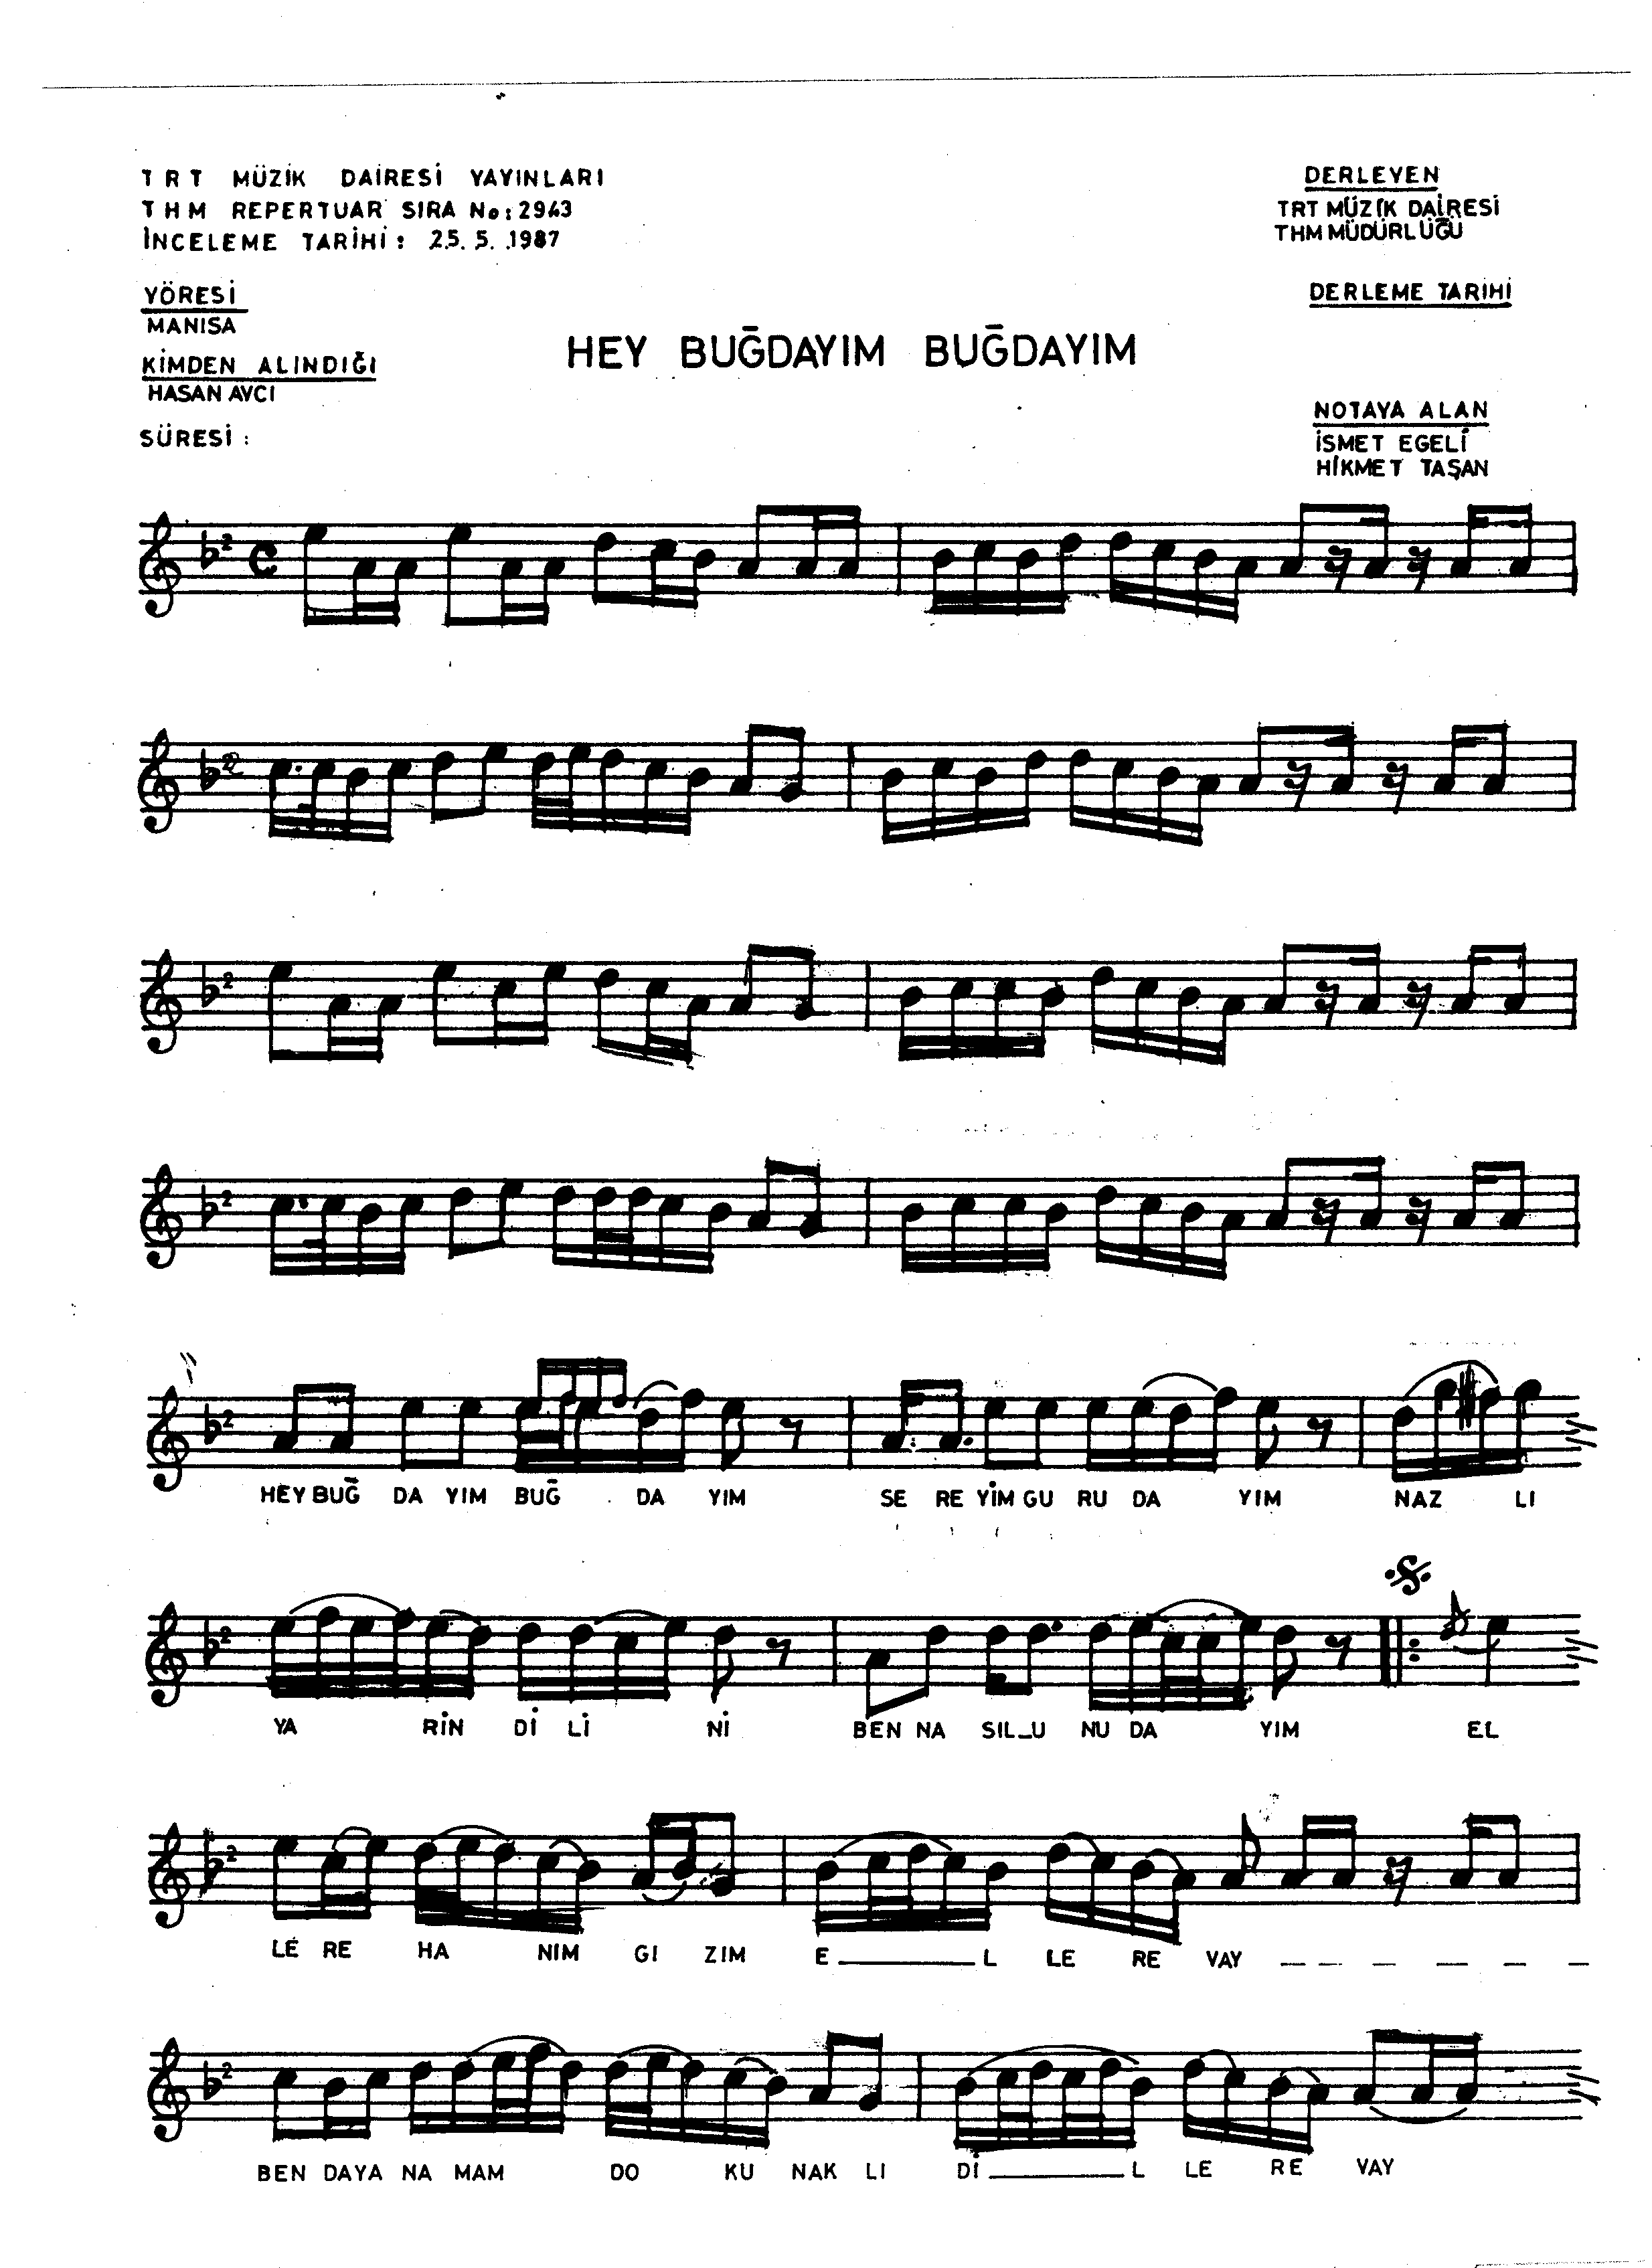 TRT MÜZİK DAİRESİ YAYINLARI
THM REPERTUAR SIRA No: 2943
İNCELEME TARİHİ: 25. 5. 1987
DERLEYEN
TRT MÜZİK DAİRESİ
THM MÜDÜRLÜĞÜ
YÖRESİ
MANISA
DERLEME TARİHİ
HEY BUĞDAYIM BUĞDAYIM
KİMDEN ALINDIĞI
HASAN AVCI
SÜRESİ :
NOTAYA ALAN
İSMET EGELİ
HİKMET TAŞAN
HEY BUĞ DA YIM BUĞ DA YIM SE RE YİM GU RU DA YIM NAZ LI
YA RİN Dİ Lİ Nİ BEN NA SIL_U NU DA YIM EL
LE RE HA NIM GI ZIM E______L LE RE VAY _ _ _ _ _ _
BEN DAYA NA MAM DO KU NAK LI Dİ______L LE RE VAY